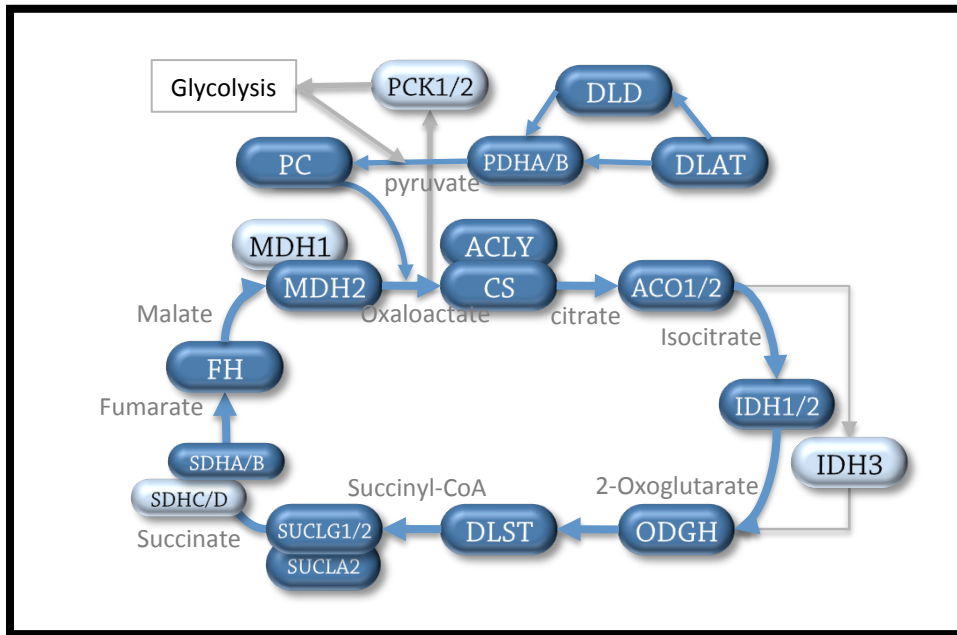 Glycolysis
PCK1/2
DLD
PC
pyruvate
PDHA/B
DLAT
MDH1
MDH2
ACLY
CS
ACO1/2
Malate
Oxaloactate
citrate
Isocitrate
FH
Fumarate
IDH1/2
SDHA/B
SDHC/D
Succinate
Succinyl-CoA
2-Oxoglutarate
IDH3
SUCLG1/2
SUCLA2
DLST
ODGH